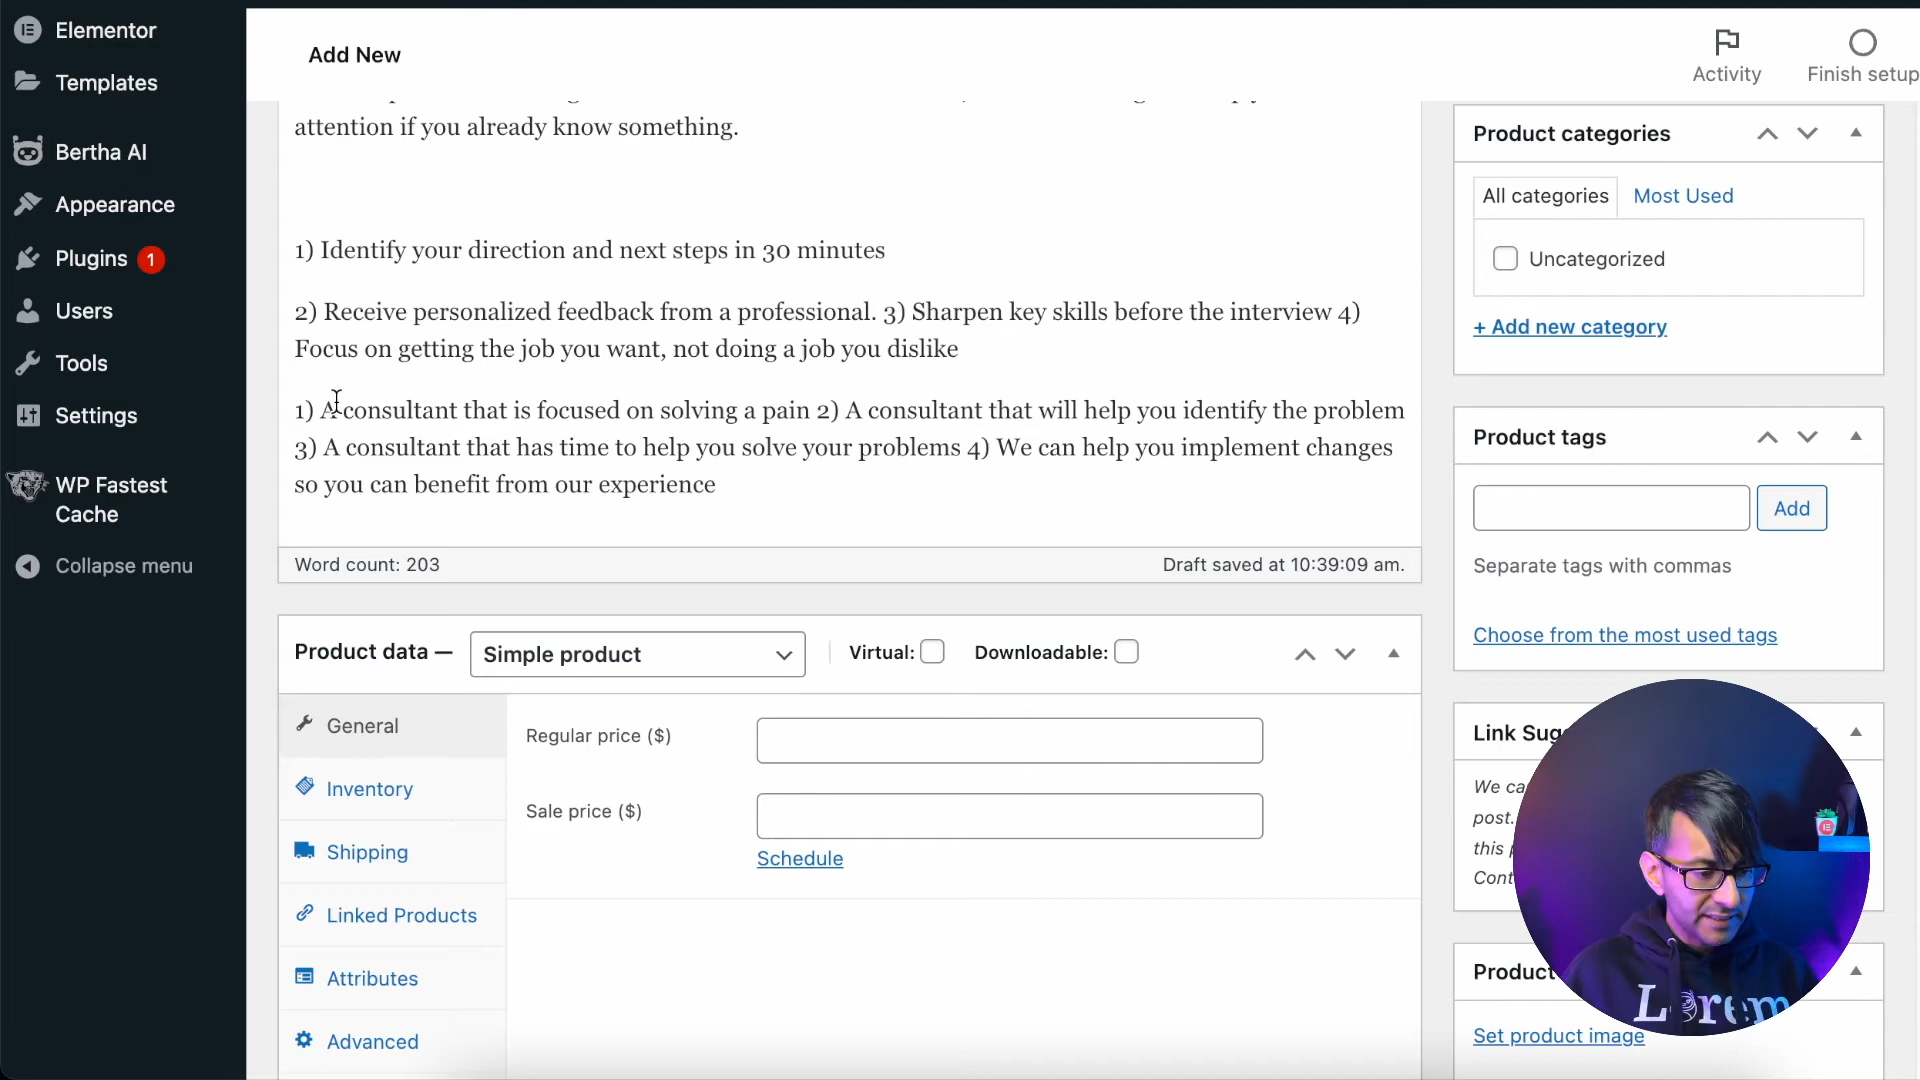 Elementor
Templates
Bertha AI
Appearance
Plugins 1
Users
Tools
Settings
WP Fastest
Cache
Collapse menu
Add New
Activity
Finish setup
attention if you already know something.
1) Identify your direction and next steps in 30 minutes
2) Receive personalized feedback from a professional. 3) Sharpen key skills before the interview 4)
Focus on getting the job you want, not doing a job you dislike
1) A consultant that is focused on solving a pain 2) A consultant that will help you identify the problem
3) A consultant that has time to help you solve your problems 4) We can help you implement changes
so you can benefit from our experience
Word count: 203
Draft saved at 10:39:09 am.
Product data —
Simple product
Virtual:
Downloadable:
General
Inventory
Shipping
Linked Products
Attributes
Advanced
Regular price ($)
Sale price ($)
Schedule
Product categories
All categories
Most Used
Uncategorized
+ Add new category
Product tags
Add
Separate tags with commas
Choose from the most used tags
Link Sug
We ca
post.
this
Cont
Product
Set product image
Lorem